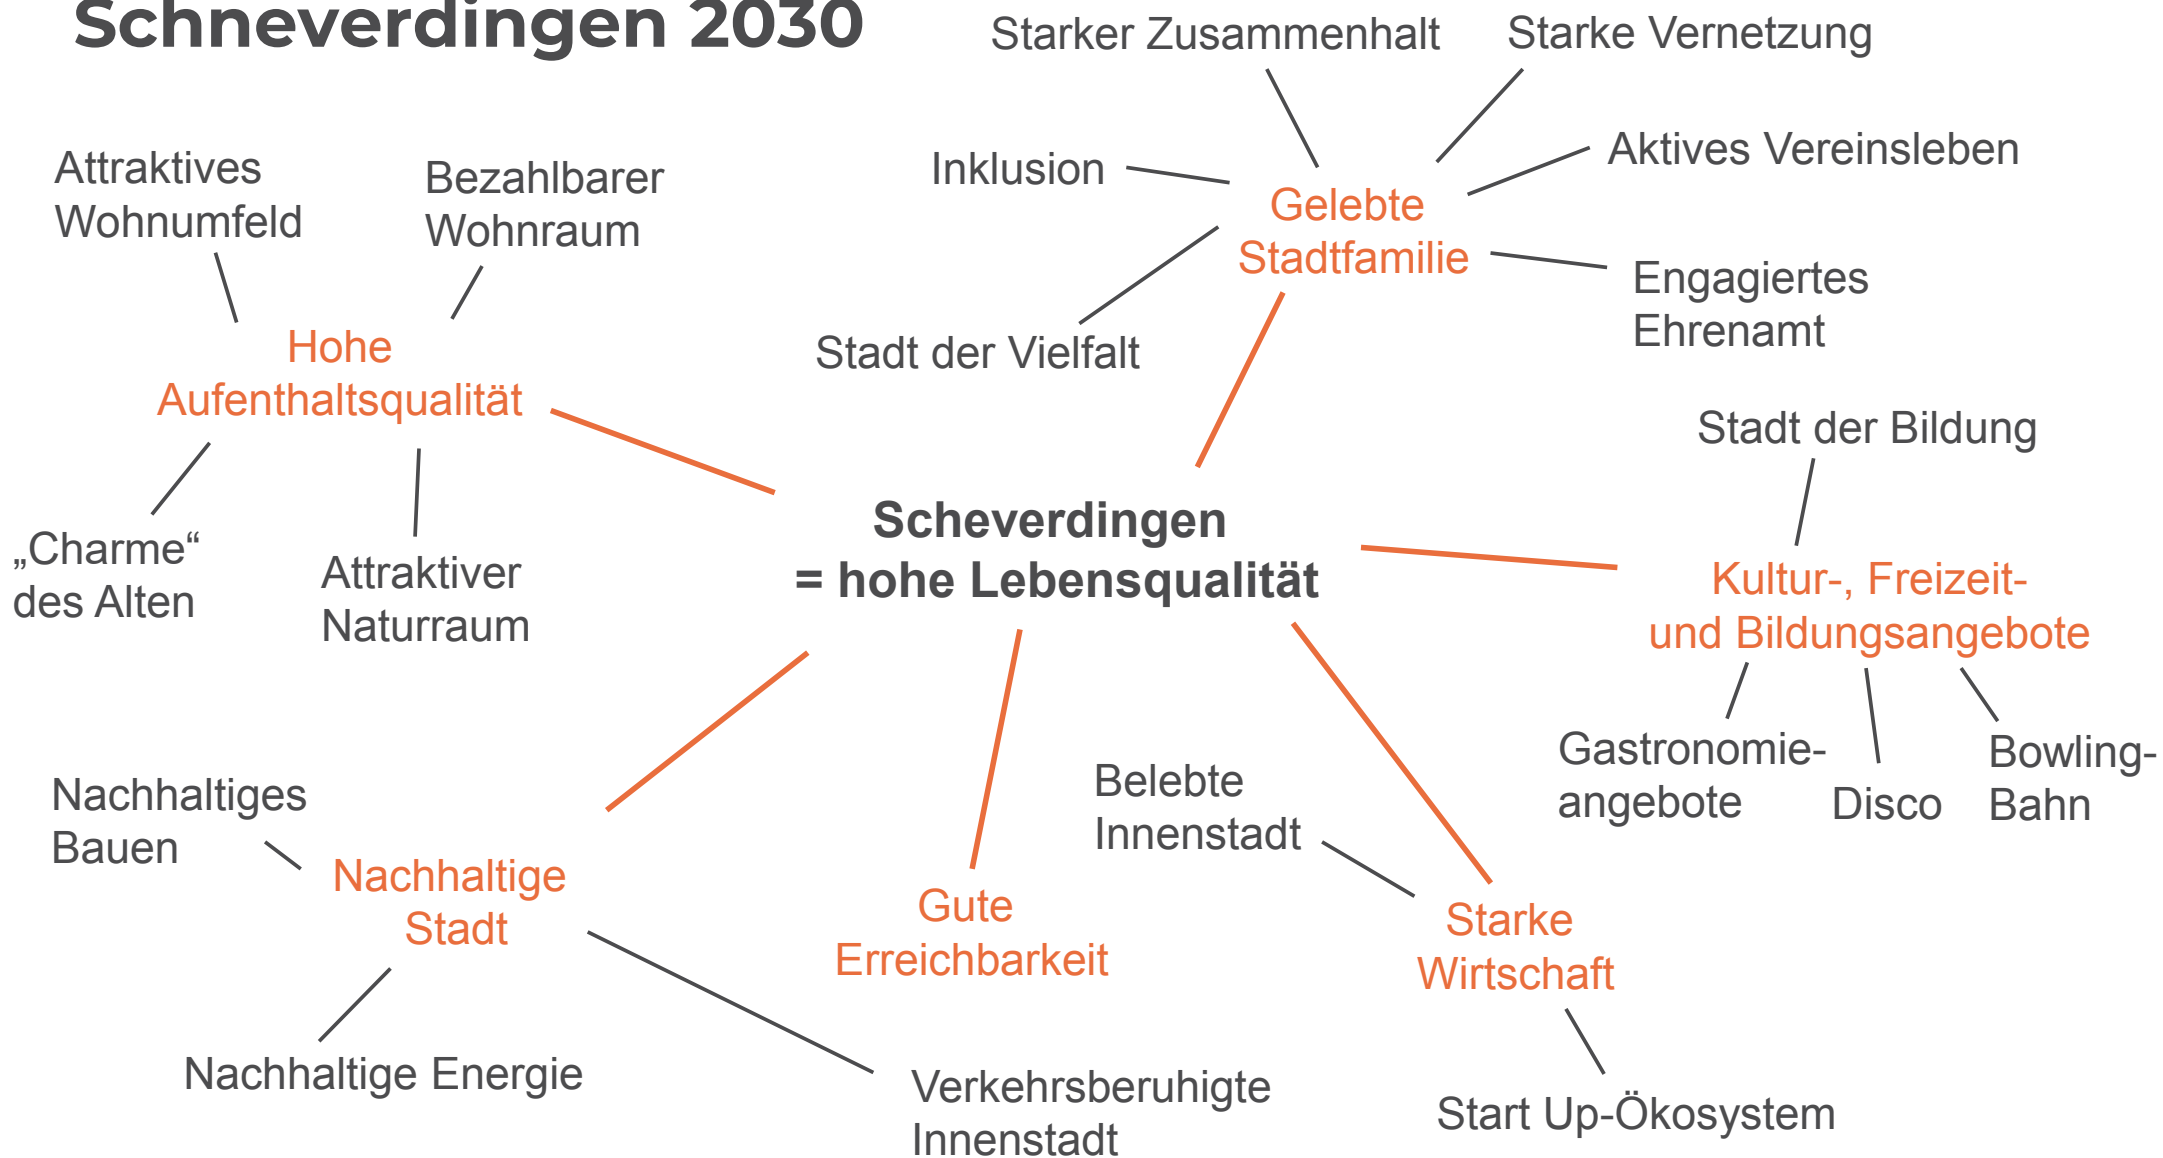 Schneverdingen 2030
Starker Zusammenhalt
Starke Vernetzung
Inklusion
Aktives Vereinsleben
Gelebte
Stadtfamilie
Engagiertes
Ehrenamt
Stadt der Vielfalt
Attraktives
Wohnumfeld
Bezahlbarer
Wohnraum
Hohe
Aufenthaltsqualität
„Charme“
des Alten
Attraktiver
Naturraum
Scheverdingen
= hohe Lebensqualität
Stadt der Bildung
Kultur-, Freizeit-
und Bildungsangebote
Gastronomie-
angebote
Disco
Bowling-
Bahn
Nachhaltiges
Bauen
Nachhaltige
Stadt
Nachhaltige Energie
Verkehrsberuhigte
Innenstadt
Gute
Erreichbarkeit
Belebte
Innenstadt
Starke
Wirtschaft
Start Up-Ökosystem